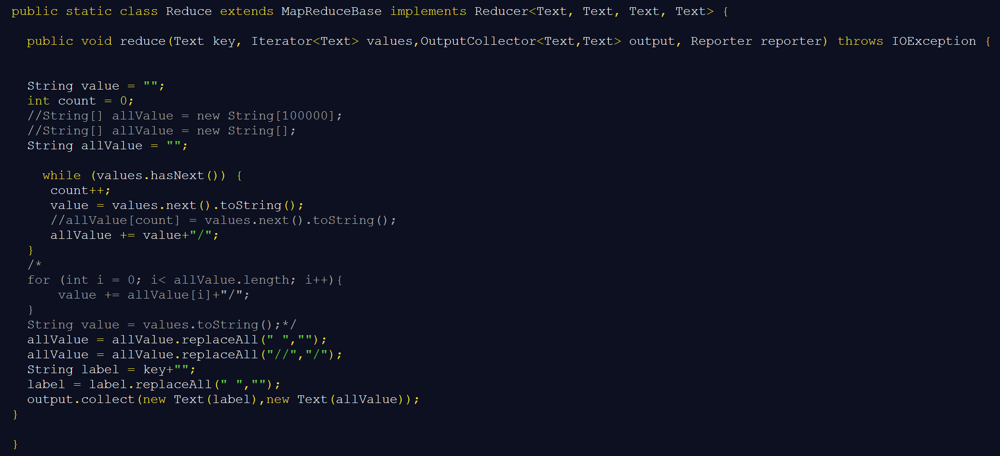 public static class Reduce extends MapReduceBase implements Reducer<Text, Text, Text, Text> {
public void reduce(Text key, Iterator<Text> values,OutputCollector<Text,Text> output, Reporter reporter) throws IOException {
String value = "";
int count = 0;
//String[] allValue = new String[100000];
//String[] allValue = new String[];
String allValue = "";
while (values.hasNext()) {
count++;
value = values.next().toString();
//allValue[count] = values.next().toString();
allValue += value+"/";
}
/*
for (int i = 0; i< allValue.length; i++){
value += allValue[i]+"/";
}
String value = values.toString();*/
allValue = allValue.replaceAll(" ","");
allValue = allValue.replaceAll("//","/");
String label = key+"";
label = label.replaceAll(" ","");
output.collect(new Text(label),new Text(allValue));
}
}